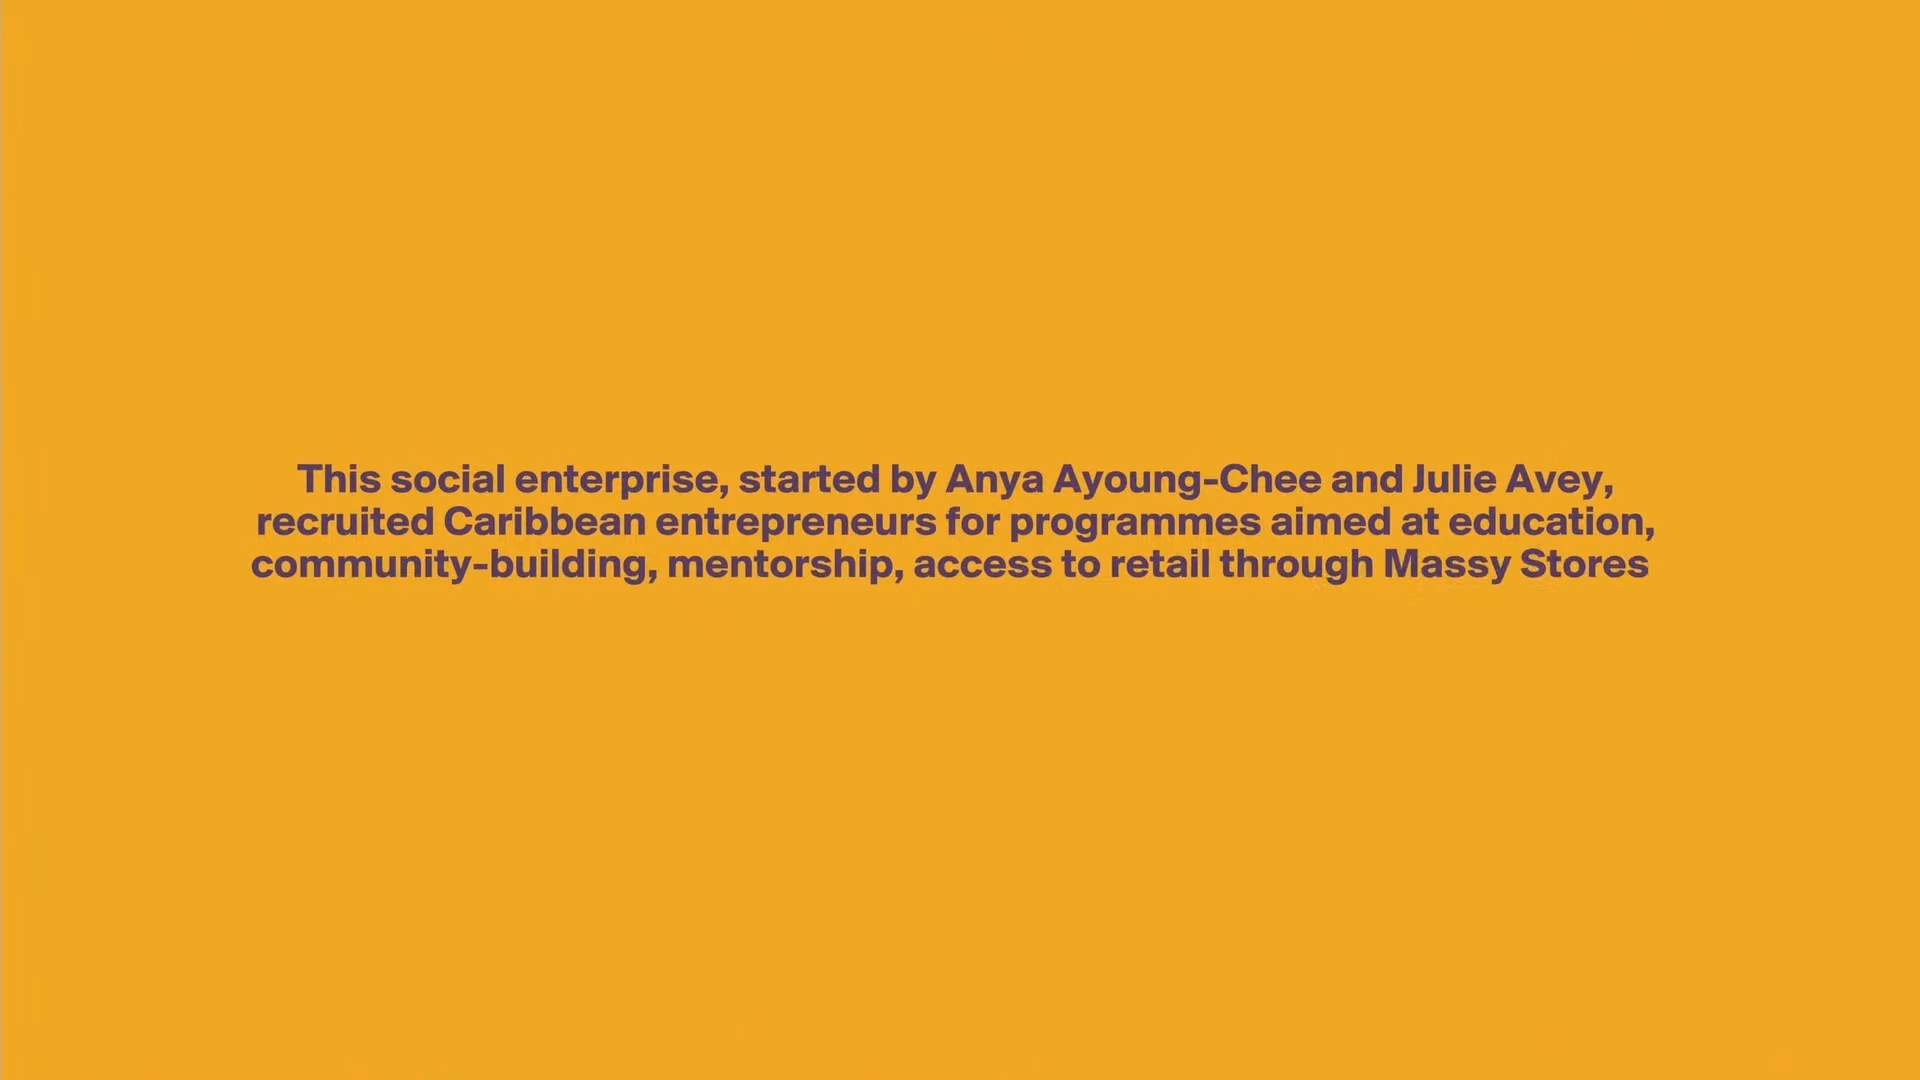 This social enterprise, started by Anya Ayoung-Chee and Julie Avey,
recruited Caribbean entrepreneurs for programmes aimed at education,
community-building, mentorship, access to retail through Massy Stores